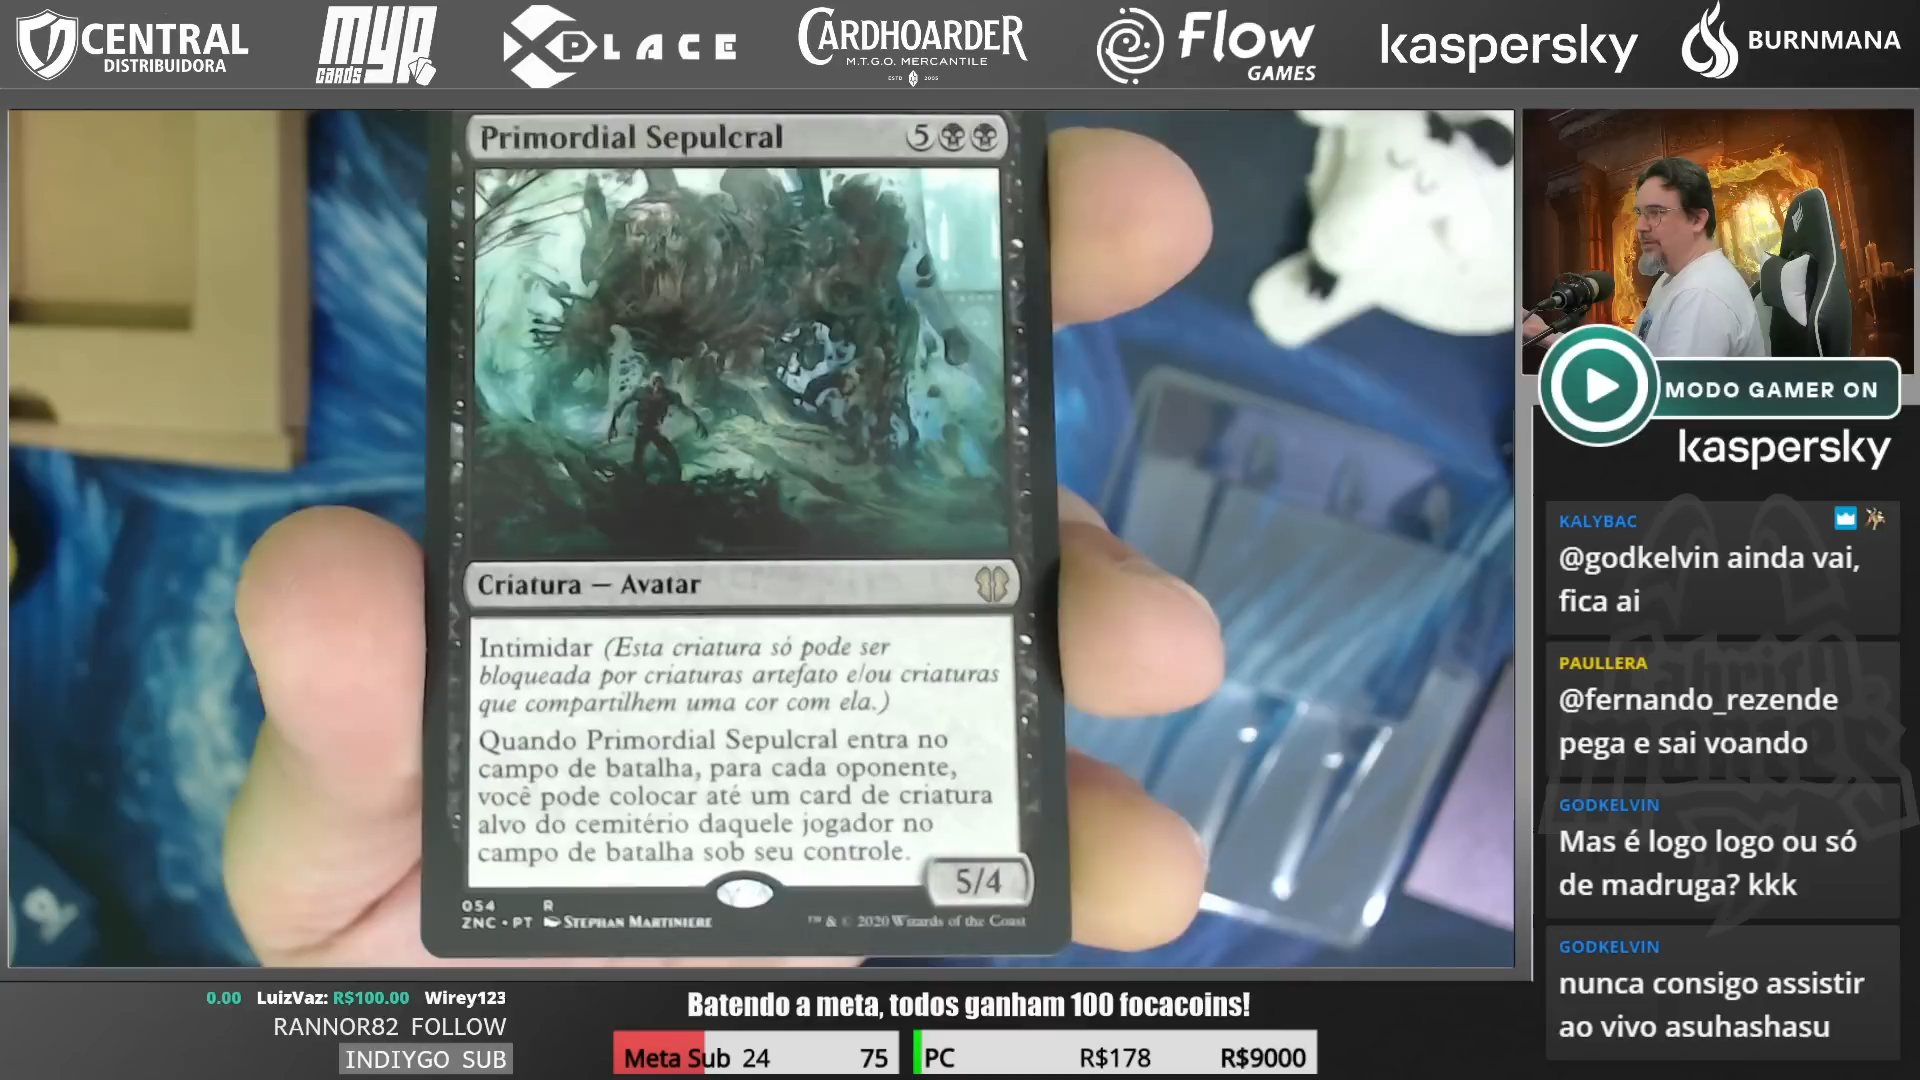 CENTRAL
DISTRIBUIDORA
MYP
CARDS
XPLACE
CARDHOARDER
M.T.G.O. MERCANTILE
ESTD 2005
Flow
GAMES
kaspersky
BURNMANA
Primordial Sepulcral 5
Criatura — Avatar
Intimidar (Esta criatura só pode ser
bloqueada por criaturas artefato e/ou criaturas
que compartilhem uma cor com ela.)
Quando Primordial Sepulcral entra no
campo de batalha, para cada oponente,
você pode colocar até um card de criatura
alvo do cemitério daquele jogador no
campo de batalha sob seu controle.
5/4
054 R
ZNC • PT STEPHAN MARTINIERE
™ & © 2020 Wizards of the Coast
MODO GAMER ON
kaspersky
KALYBAC
@godkelvin ainda vai,
fica ai
PAULLERA
@fernando_rezende
pega e sai voando
GODKELVIN
Mas é logo logo ou só
de madruga? kkk
GODKELVIN
nunca consigo assistir
ao vivo asuhashasu
0.00 LuizVaz: R$100.00 Wirey123
RANNOR82 FOLLOW
INDIYGO SUB
Batendo a meta, todos ganham 100 focacoins!
Meta Sub 24 75
PC R$178 R$9000